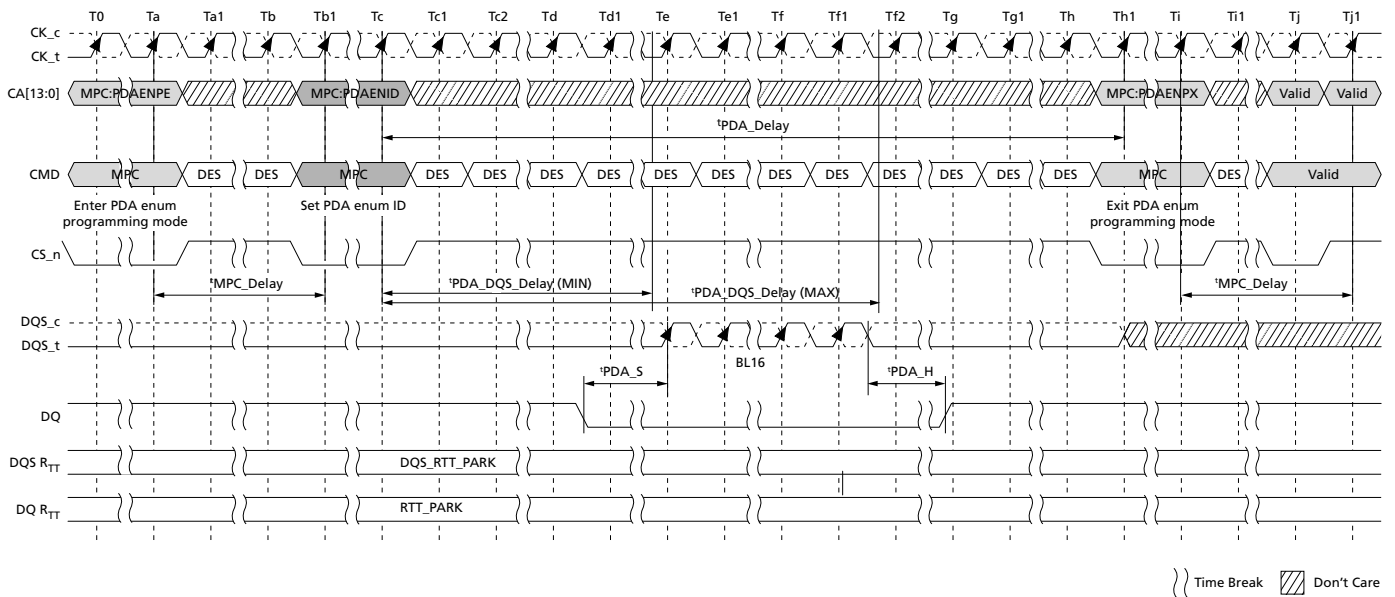 T0 Ta Ta1 Tb Tb1 Tc Tc1 Tc2 Td Td1 Te Te1 Tf Tf1 Tf2 Tg Tg1 Th Th1 Ti Ti1 Tj Tj1
CK_c
CK_t
CA[13:0] MPC:PDAENPE MPC:PDAENID MPC:PDAENPX Valid Valid
tPDA_Delay
CMD MPC DES DES MPC DES DES DES DES DES DES DES DES DES DES DES DES MPC DES Valid
Enter PDA enum programming mode
Set PDA enum ID
Exit PDA enum programming mode
CS_n
tMPC_Delay tPDA_DQS_Delay (MIN) tPDA_DQS_Delay (MAX) tMPC_Delay
DQS_c
DQS_t
BL16
tPDA_S tPDA_H
DQ
DQS RTT DQS_RTT_PARK
DQ RTT RTT_PARK
Time Break Don't Care